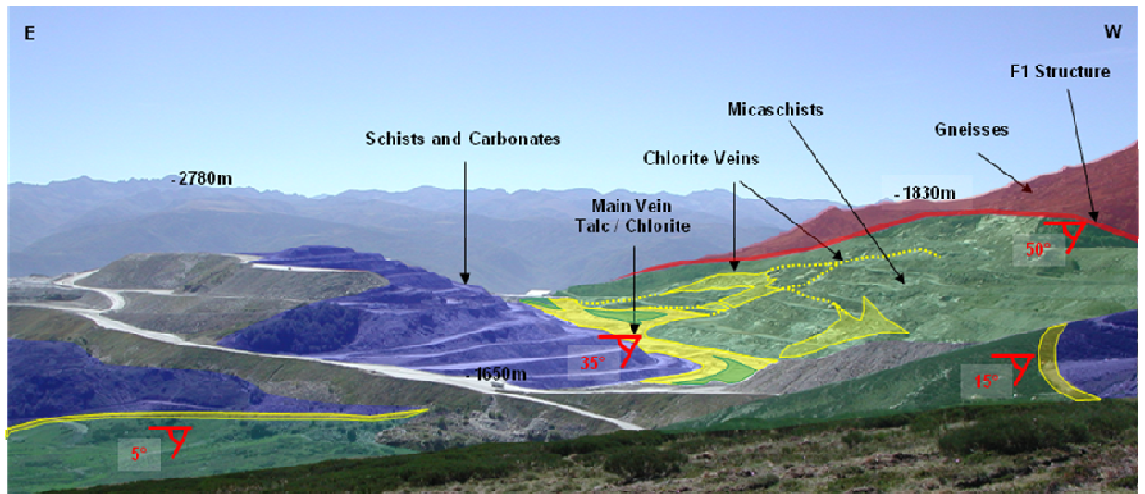 E
W
F1 Structure
Micaschists
Gneisses
Schists and Carbonates
Chlorite Veins
- 2780m
- 1830m
Main Vein
Talc / Chlorite
50°
35°
- 1650m
15°
5°